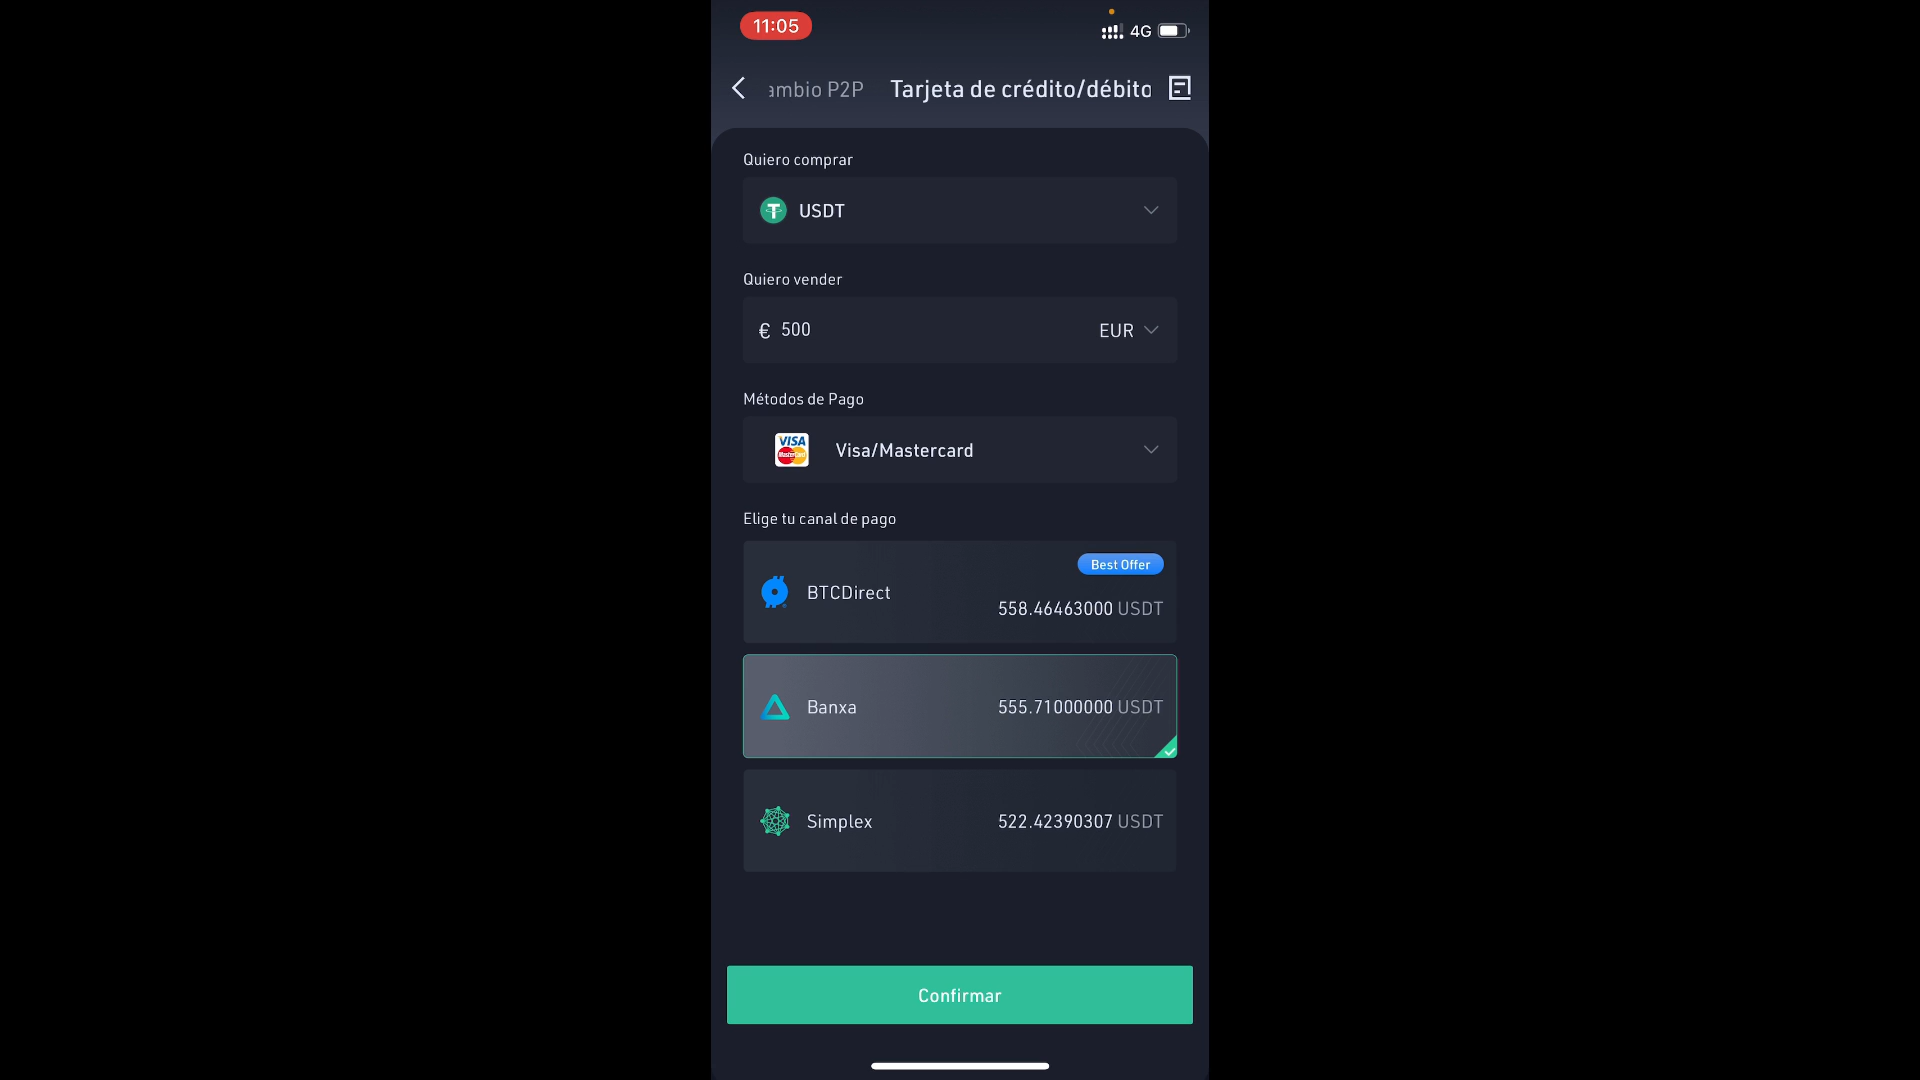 11:05
4G
ambio P2P Tarjeta de crédito/débito
Quiero comprar
USDT
Quiero vender
€ 500 EUR
Métodos de Pago
VISA
MasterCard
Visa/Mastercard
Elige tu canal de pago
Best Offer
BTCDirect
558.46463000 USDT
Banxa 555.71000000 USDT
Simplex 522.42390307 USDT
Confirmar